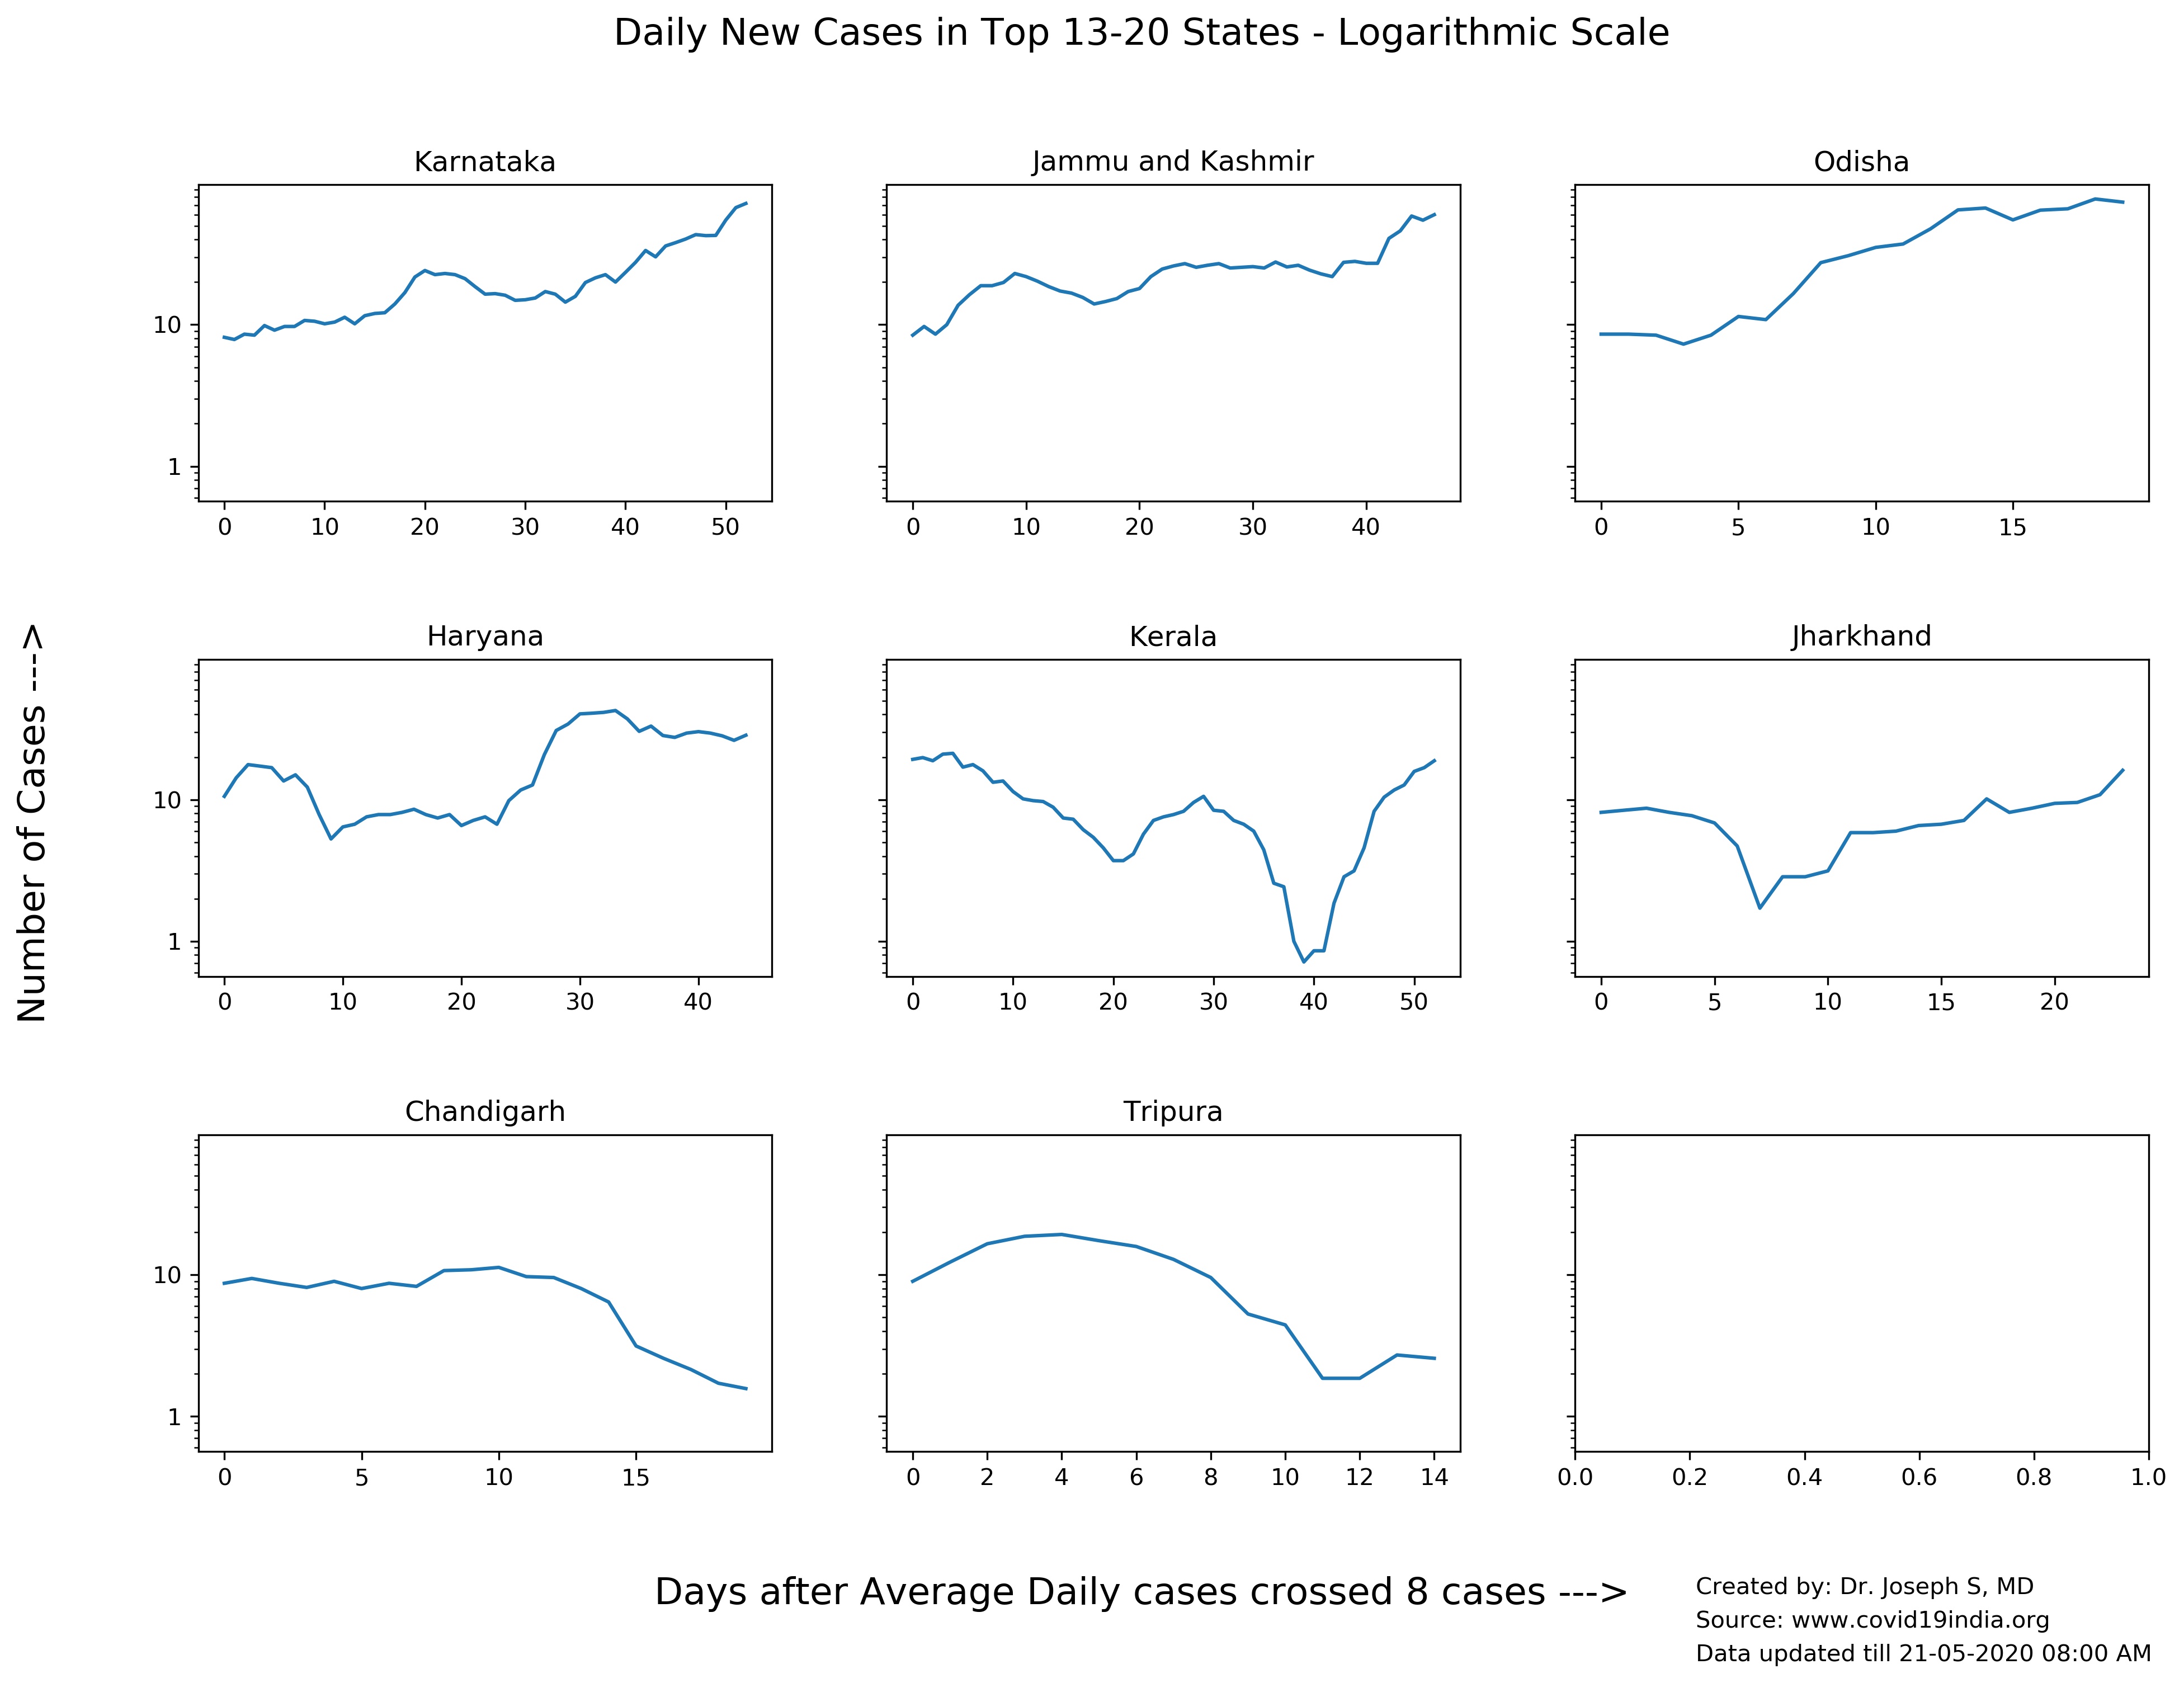 Daily New Cases in Top 13-20 States - Logarithmic Scale
Karnataka
Jammu and Kashmir
Odisha
10
1
0 10 20 30 40 50
0 10 20 30 40
0 5 10 15
Number of Cases --->
Haryana
Kerala
Jharkhand
10
1
0 10 20 30 40
0 10 20 30 40 50
0 5 10 15 20
Chandigarh
Tripura
10
1
0 5 10 15
0 2 4 6 8 10 12 14
0.0 0.2 0.4 0.6 0.8 1.0
Days after Average Daily cases crossed 8 cases --->
Created by: Dr. Joseph S, MD
Source: www.covid19india.org
Data updated till 21-05-2020 08:00 AM